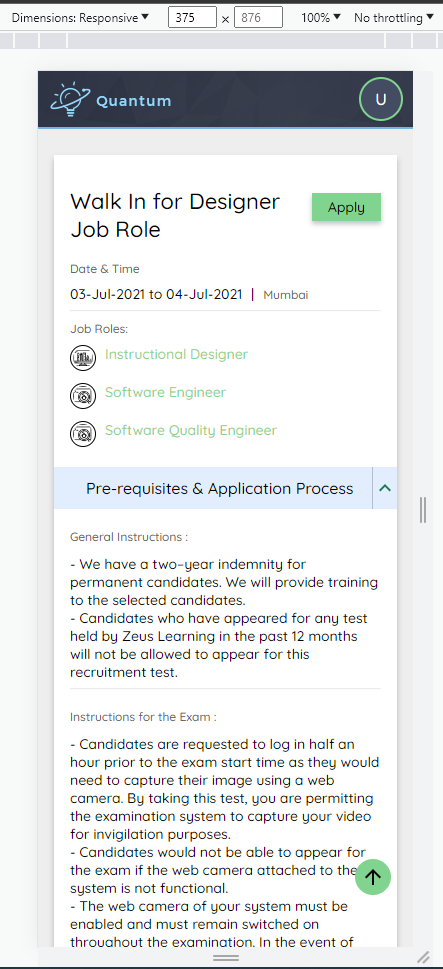 Dimensions: Responsive ▼ 375 x 876 100% ▼ No throttling ▼
Quantum
U
Walk In for Designer
Job Role
Apply
Date & Time
03-Jul-2021 to 04-Jul-2021 | Mumbai
Job Roles:
Instructional Designer
Software Engineer
Software Quality Engineer
Pre-requisites & Application Process
General Instructions :
- We have a two-year indemnity for
permanent candidates. We will provide training
to the selected candidates.
- Candidates who have appeared for any test
held by Zeus Learning in the past 12 months
will not be allowed to appear for this
recruitment test.
Instructions for the Exam :
- Candidates are requested to log in half an
hour prior to the exam start time as they would
need to capture their image using a web
camera. By taking this test, you are permitting
the examination system to capture your video
for invigilation purposes.
- Candidates would not be able to appear for
the exam if the web camera attached to the
system is not functional.
- The web camera of your system must be
enabled and must remain switched on
throughout the examination. In the event of